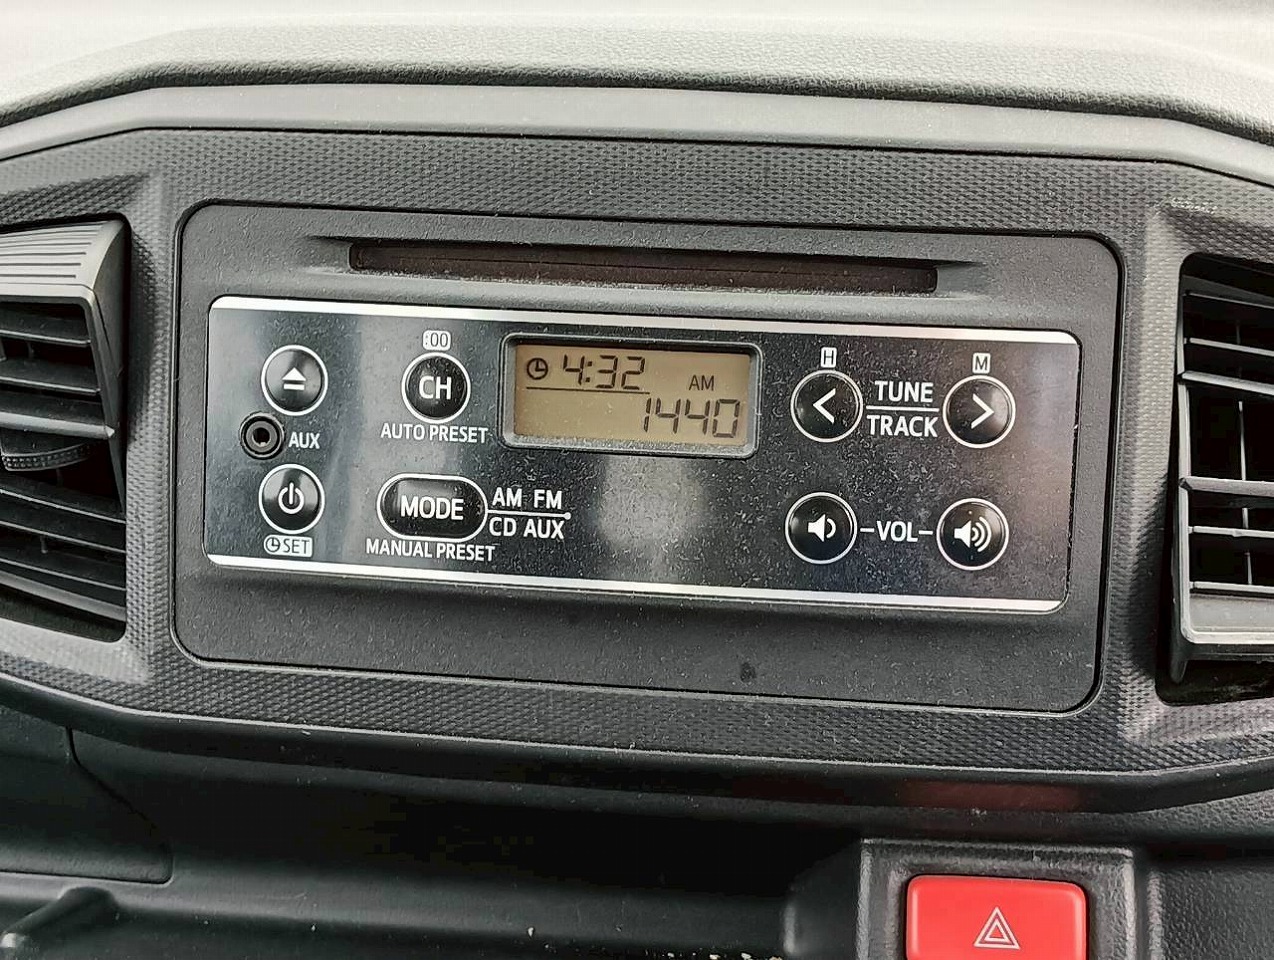 :00
CH
AUTO PRESET
AUX
SET
MODE
AM FM
CD AUX
MANUAL PRESET
4:32
AM
1440
H
M
TUNE
TRACK
VOL